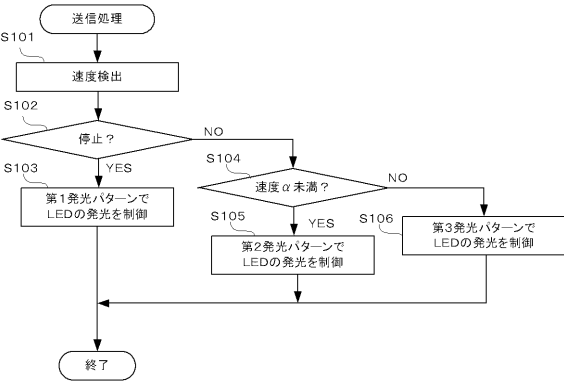 送信処理
S101
速度検出
S102
停止？
NO
YES
S103
第1発光パターンで
LEDの発光を制御
S104
速度α未満？
NO
YES
S105
第2発光パターンで
LEDの発光を制御
S106
第3発光パターンで
LEDの発光を制御
終了